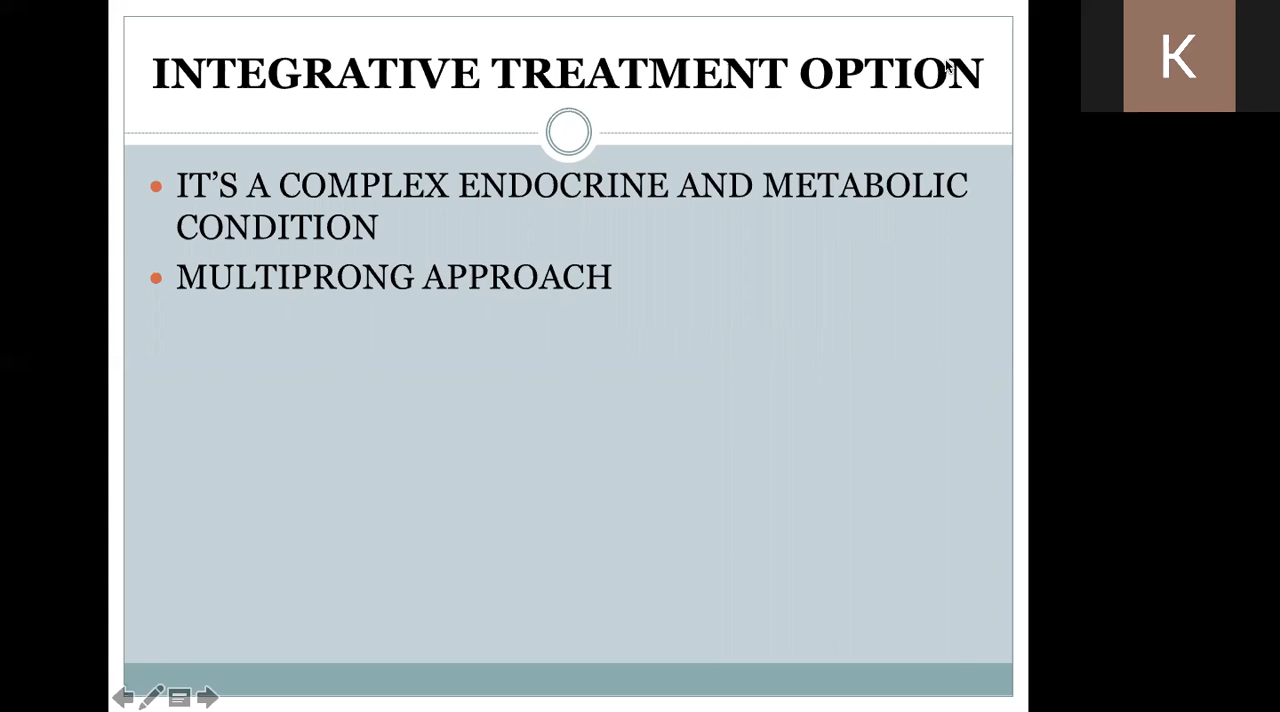 INTEGRATIVE TREATMENT OPTION
IT’S A COMPLEX ENDOCRINE AND METABOLIC
CONDITION
MULTIPRONG APPROACH
K